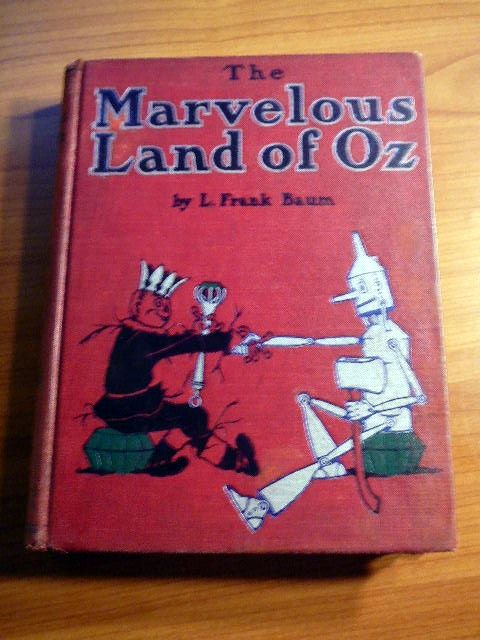 The
Marvelous
Land of Oz
by L. Frank Baum